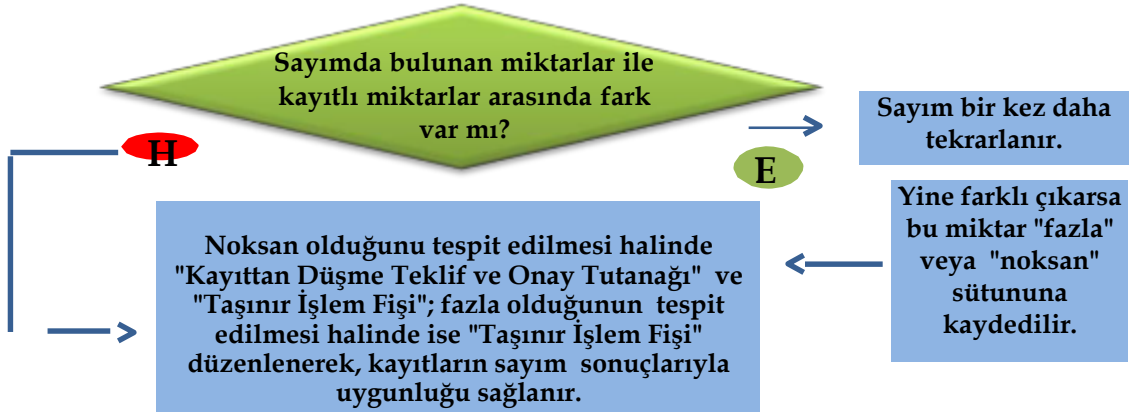 Sayımda bulunan miktarlar ile
kayıtlı miktarlar arasında fark
var mı?
H
E
Sayım bir kez daha
tekrarlanır.
Yine farklı çıkarsa
bu miktar "fazla"
veya "noksan"
sütununa
kaydedilir.
Noksan olduğunu tespit edilmesi halinde
"Kayıttan Düşme Teklif ve Onay Tutanağı" ve
"Taşınır İşlem Fişi"; fazla olduğunun tespit
edilmesi halinde ise "Taşınır İşlem Fişi"
düzenlenerek, kayıtların sayım sonuçlarıyla
uygunluğu sağlanır.